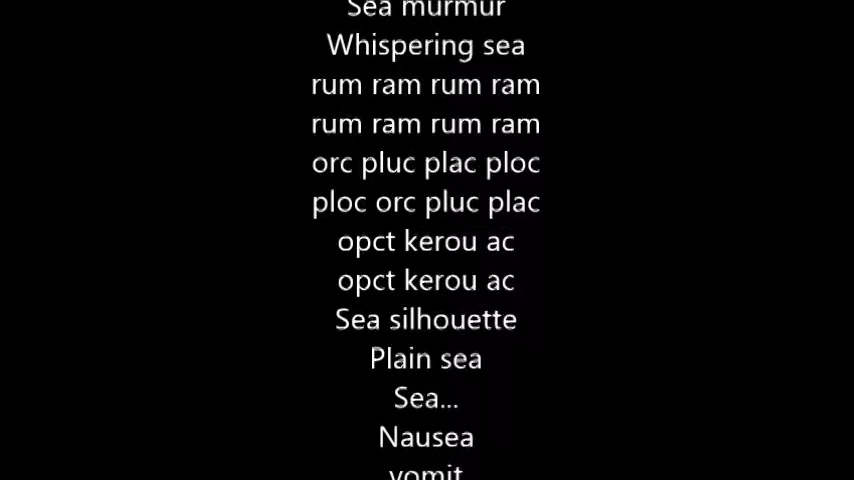 Sea murmur
Whispering sea
rum ram rum ram
rum ram rum ram
orc pluc plac ploc
ploc orc pluc plac
opct kerou ac
opct kerou ac
Sea silhouette
Plain sea
Sea...
Nausea
vomit